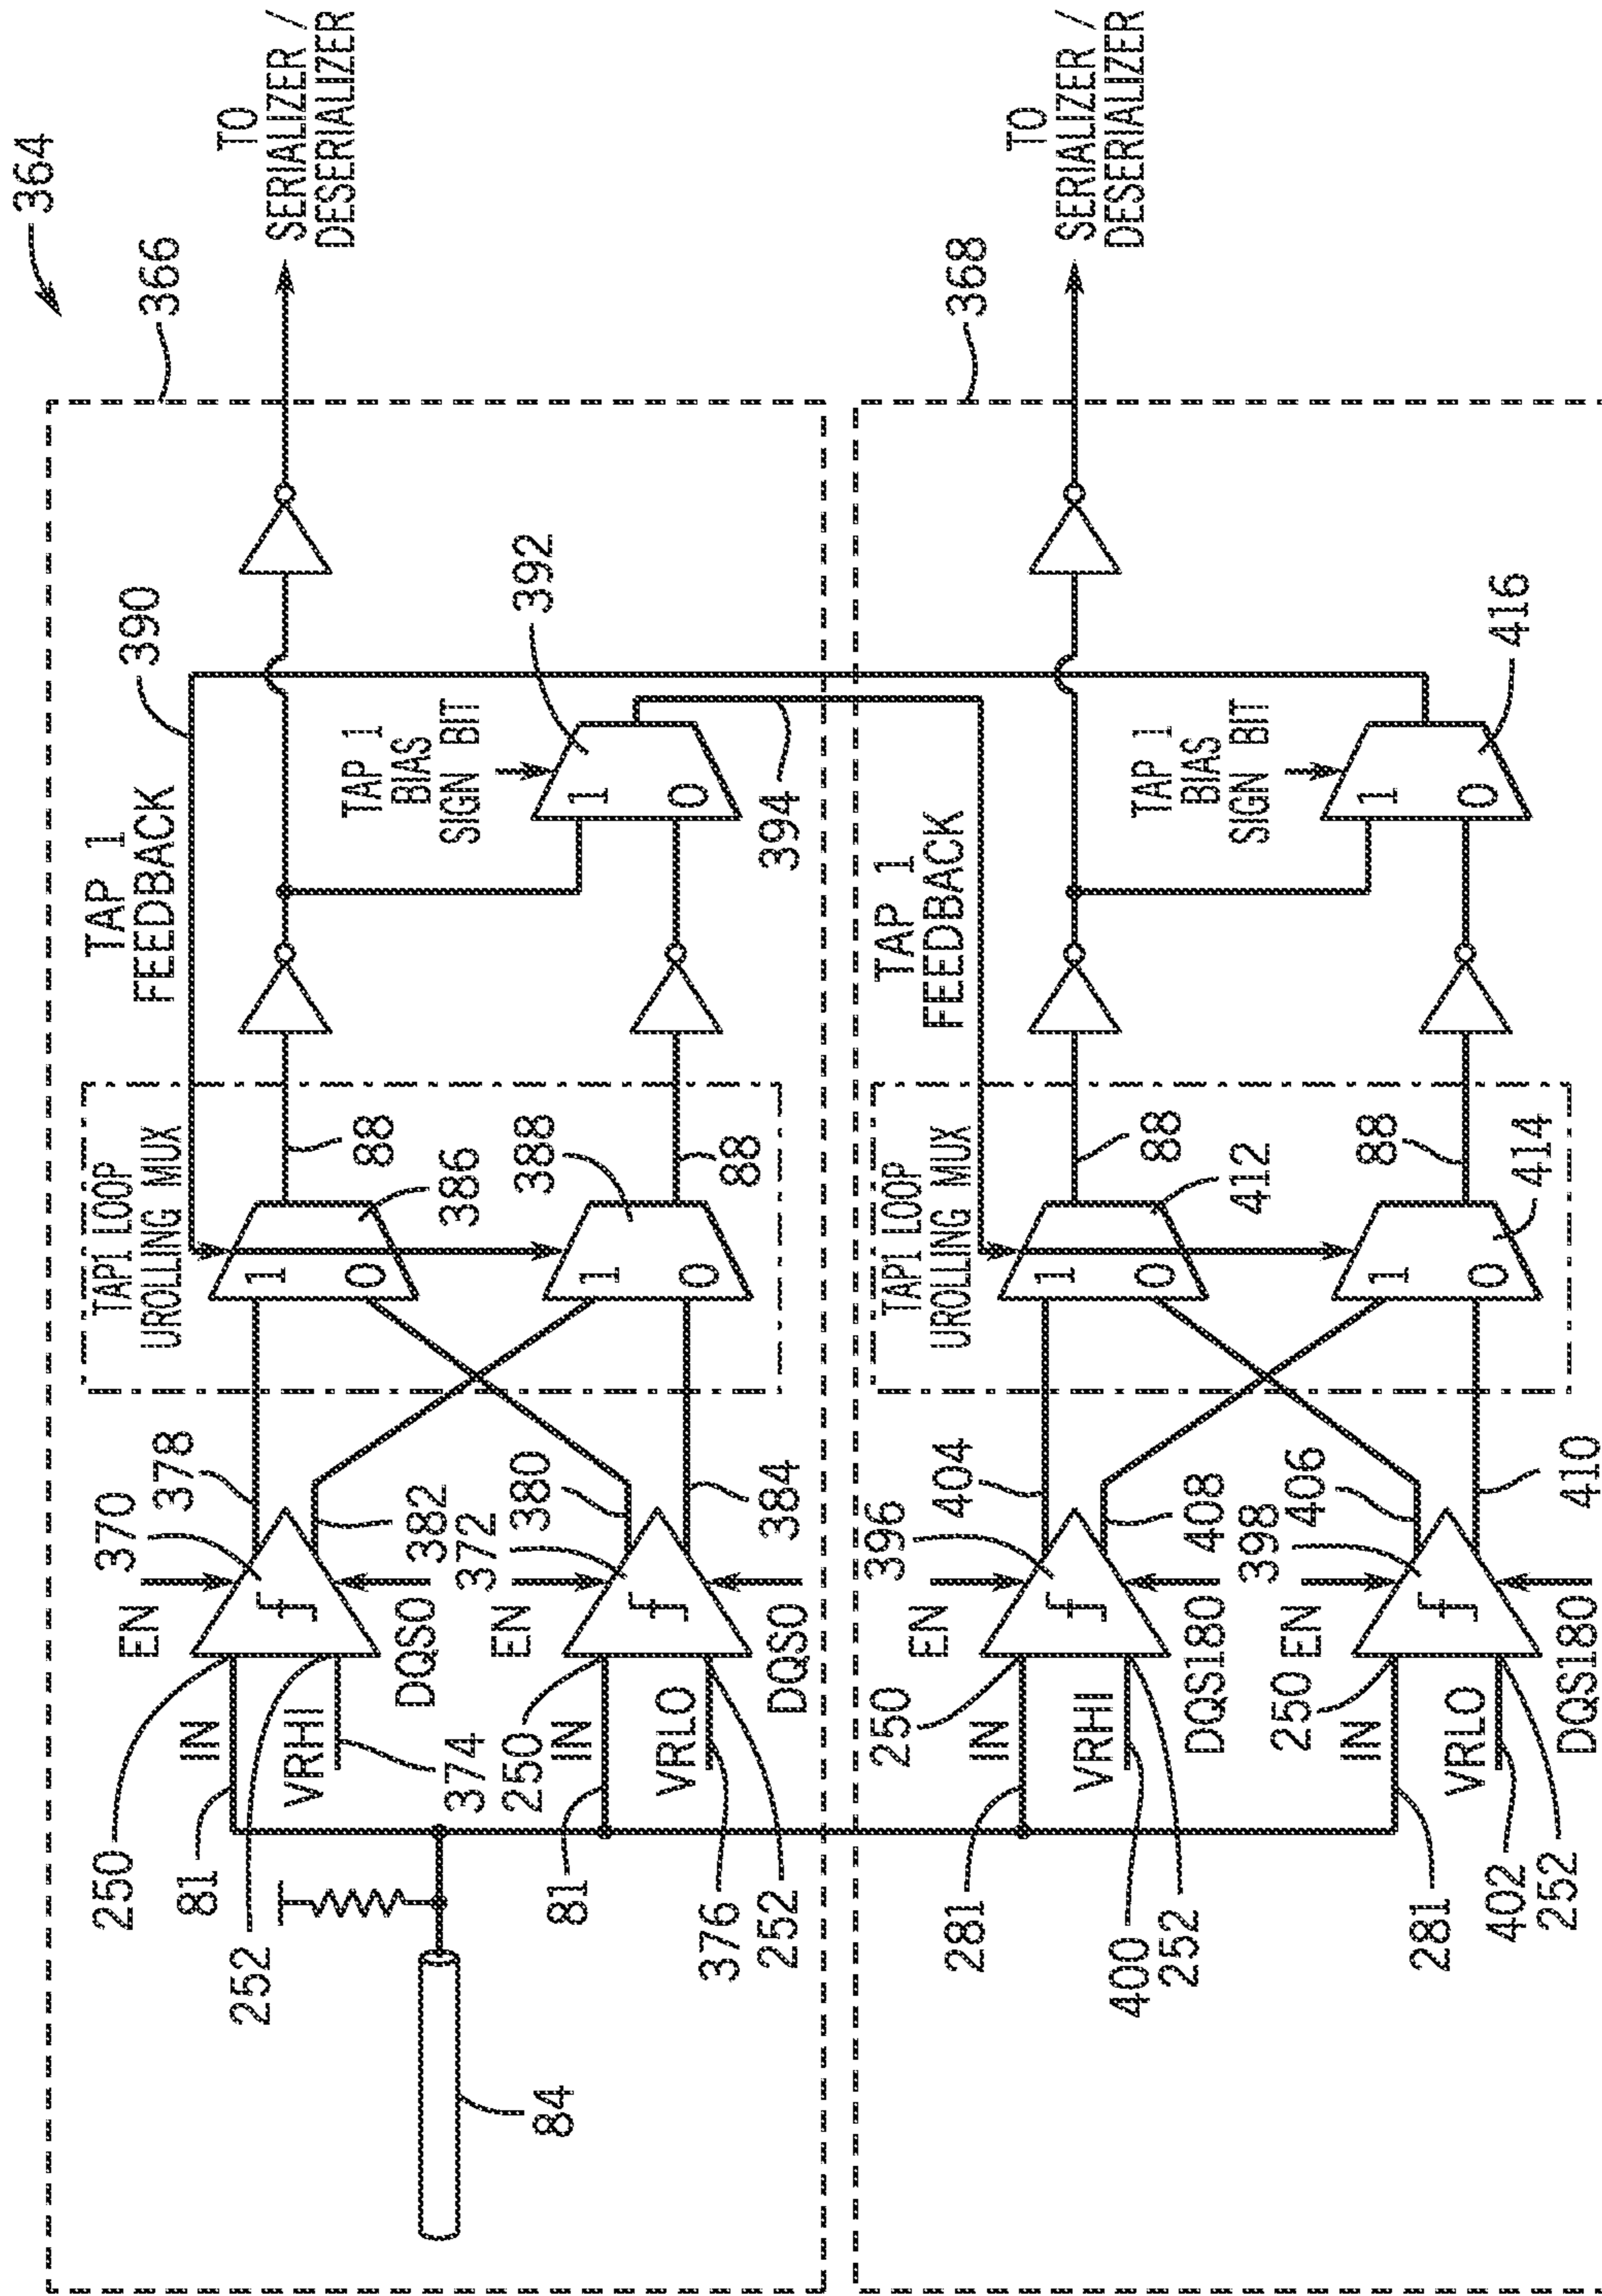 364
366
TO
SERIALIZER /
DESERIALIZER
390
TAP 1
FEEDBACK
392
TAP 1
BIAS
SIGN BIT
1
0
394
TAP1 LOOP
UROLLING MUX
88
386
1
0
388
88
1
0
370
378
EN
f
382
DQS0
372
380
EN
f
384
DQS0
250
IN
81
VRHI
252
374
250
IN
81
VRLO
376
252
84
368
TO
SERIALIZER /
DESERIALIZER
TAP 1
FEEDBACK
416
TAP 1
BIAS
SIGN BIT
1
0
TAP1 LOOP
UROLLING MUX
88
412
1
0
88
414
1
0
396
404
EN
f
408
DQS180
398
406
EN
f
410
DQS180
250
IN
281
VRHI
400
252
250
IN
281
VRLO
402
252